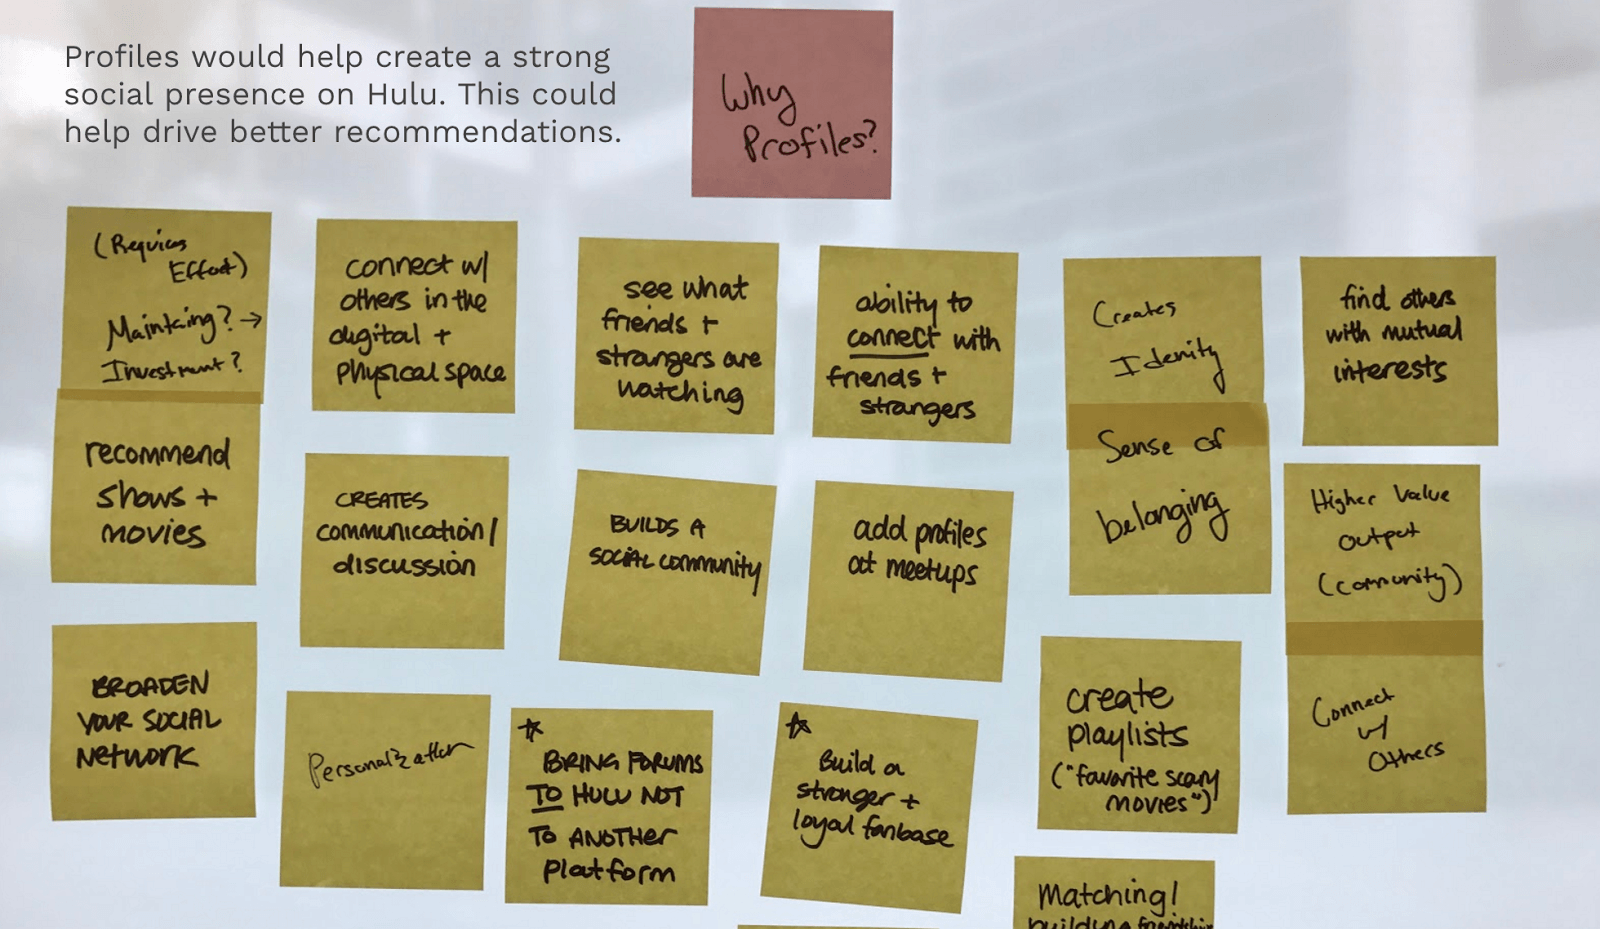 Profiles would help create a strong
social presence on Hulu. This could
help drive better recommendations.
Why
Profiles?
(Requires
Effort)
Maintaing? →
Investment?
connect w/
others in the
digital +
physical space
see what
friends +
strangers are
watching
ability to
connect with
friends +
strangers
Creates
Idenity
find others
with mutual
interests
recommend
shows +
movies
CREATES
communication/
discussion
BUILDS A
SOCIAL COMMUNITY
add profiles
at meetups
Sense of
belonging
Higher Value
output
(community)
BROADEN
YOUR SOCIAL
NETWORK
Personalization
☆
BRING FORUMS
TO HULU NOT
TO ANOTHER
platform
☆
Build a
stronger +
loyal fanbase
create
playlists
("favorite scary
movies")
Connect
w/
Others
Matching!
building friendships